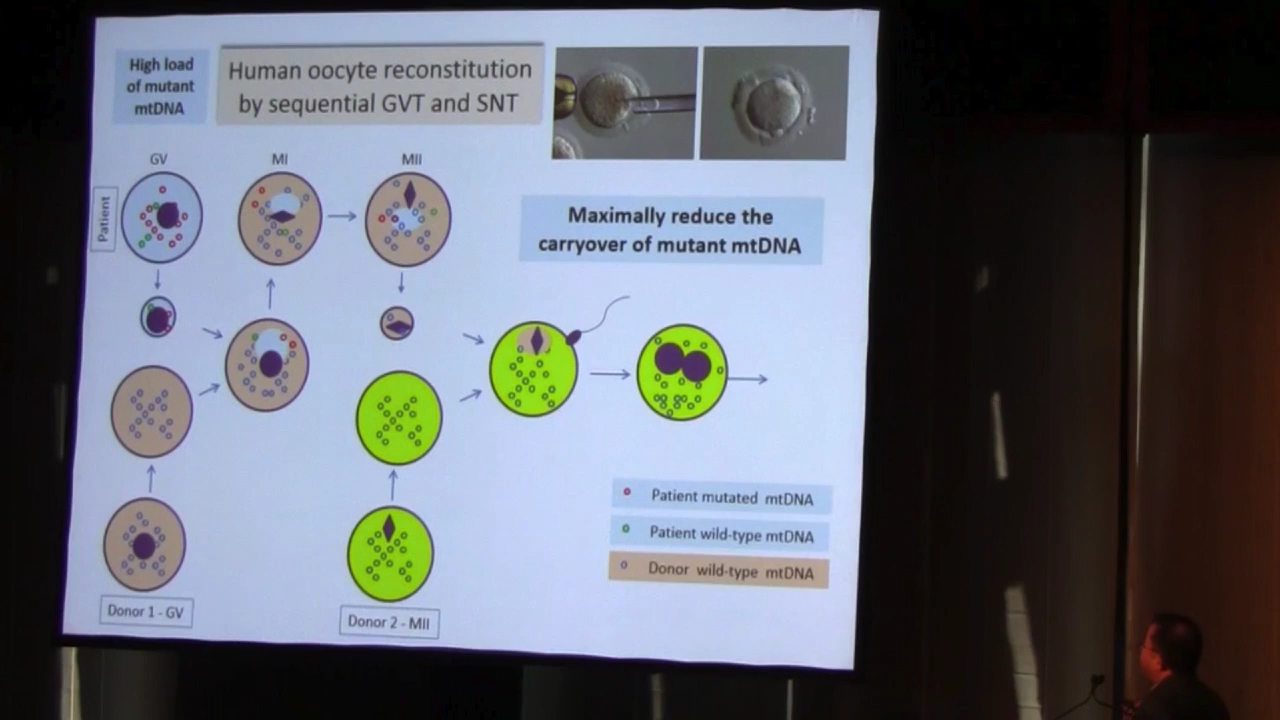 High load
of mutant
mtDNA
Human oocyte reconstitution
by sequential GVT and SNT
GV
MI
MII
Patient
Maximally reduce the
carryover of mutant mtDNA
Patient mutated mtDNA
Patient wild-type mtDNA
Donor wild-type mtDNA
Donor 1 - GV
Donor 2 - MII